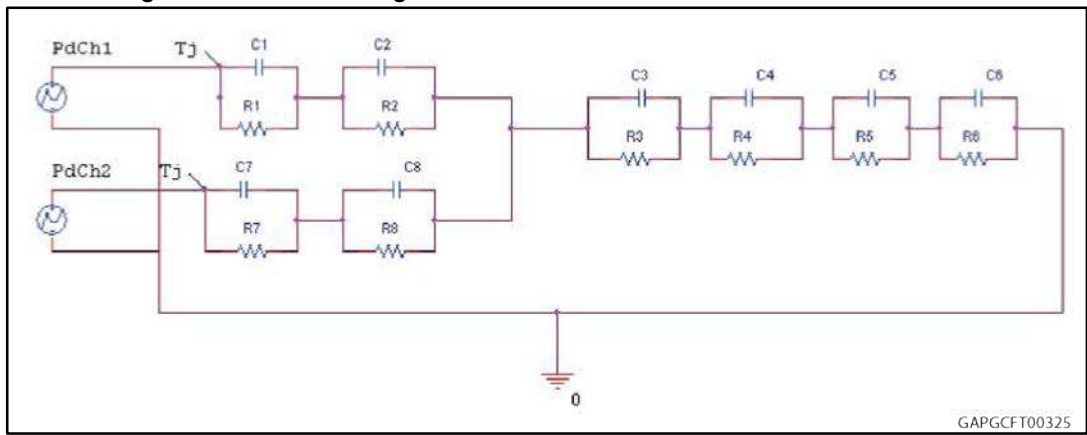 PdCh1
Tj
C1
C2
R1
R2
C3
C4
C5
C6
R3
R4
R5
R6
PdCh2
Tj
C7
C8
R7
R8
0
GAPGCFT00325